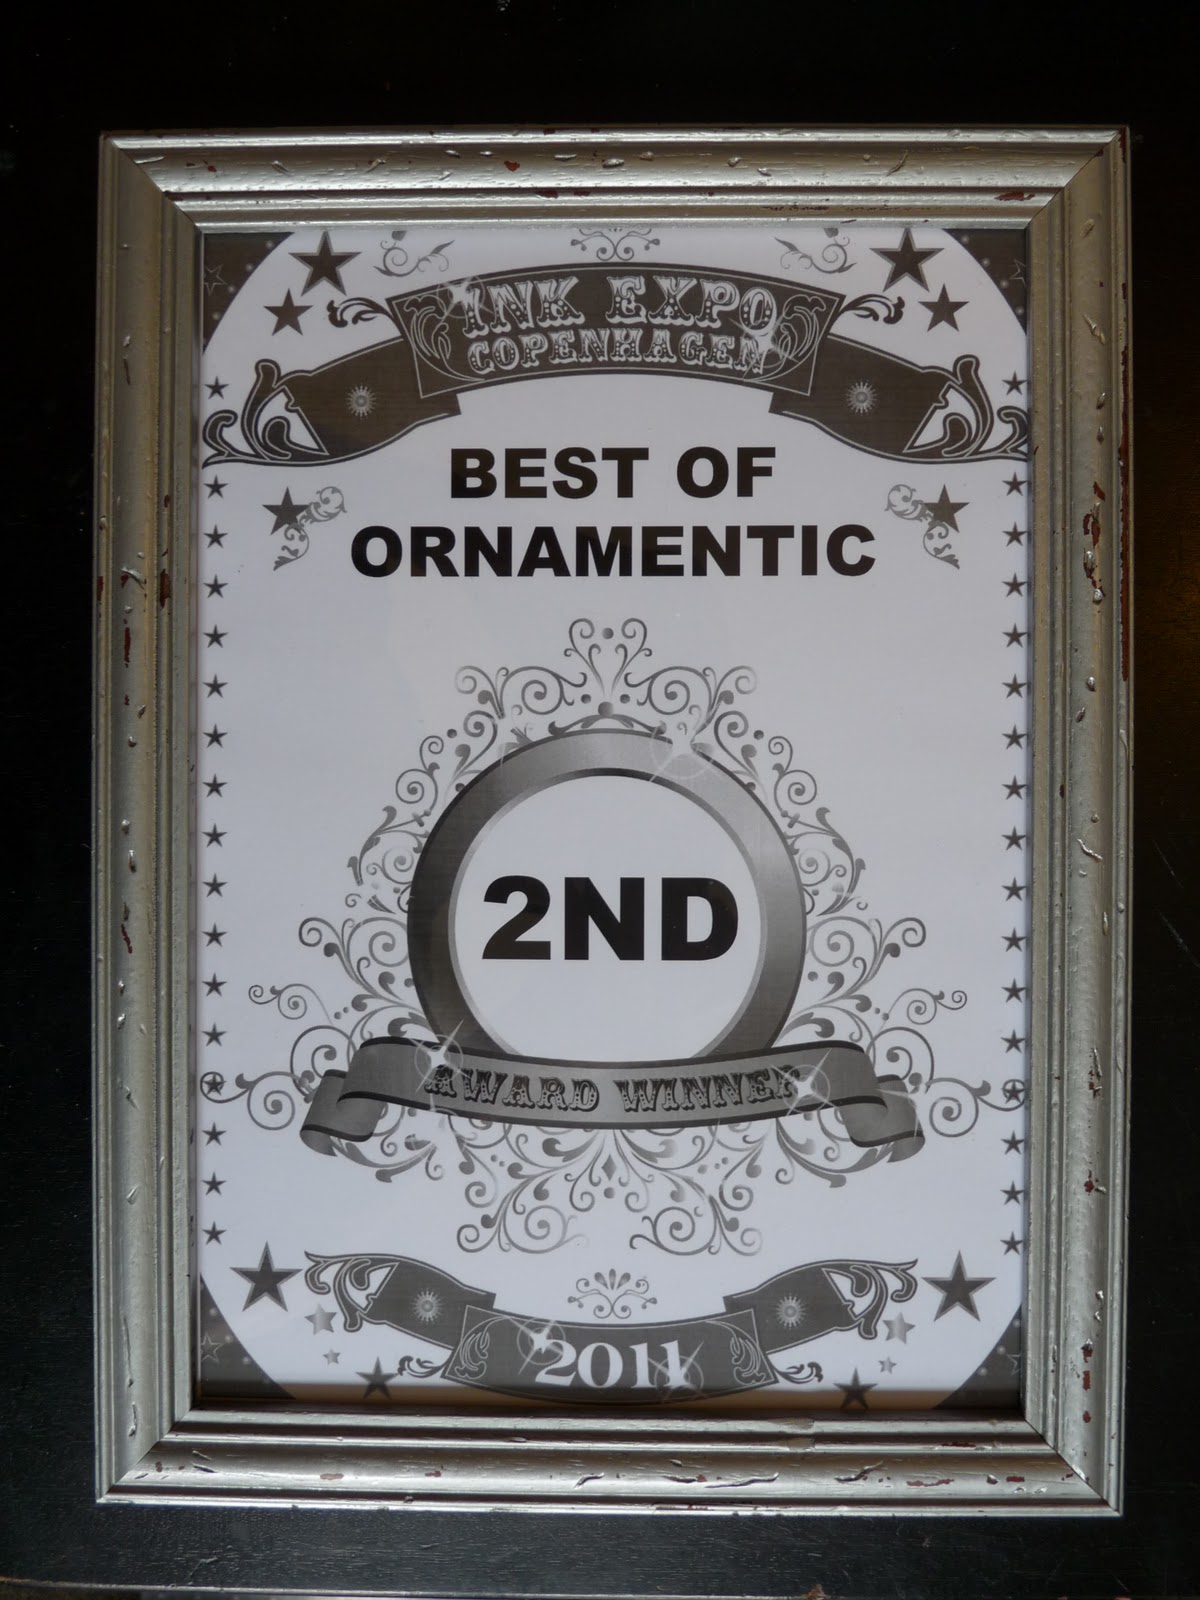 INK EXPO
COPENHAGEN
BEST OF
ORNAMENTIC
2ND
AWARD WINNER
2011